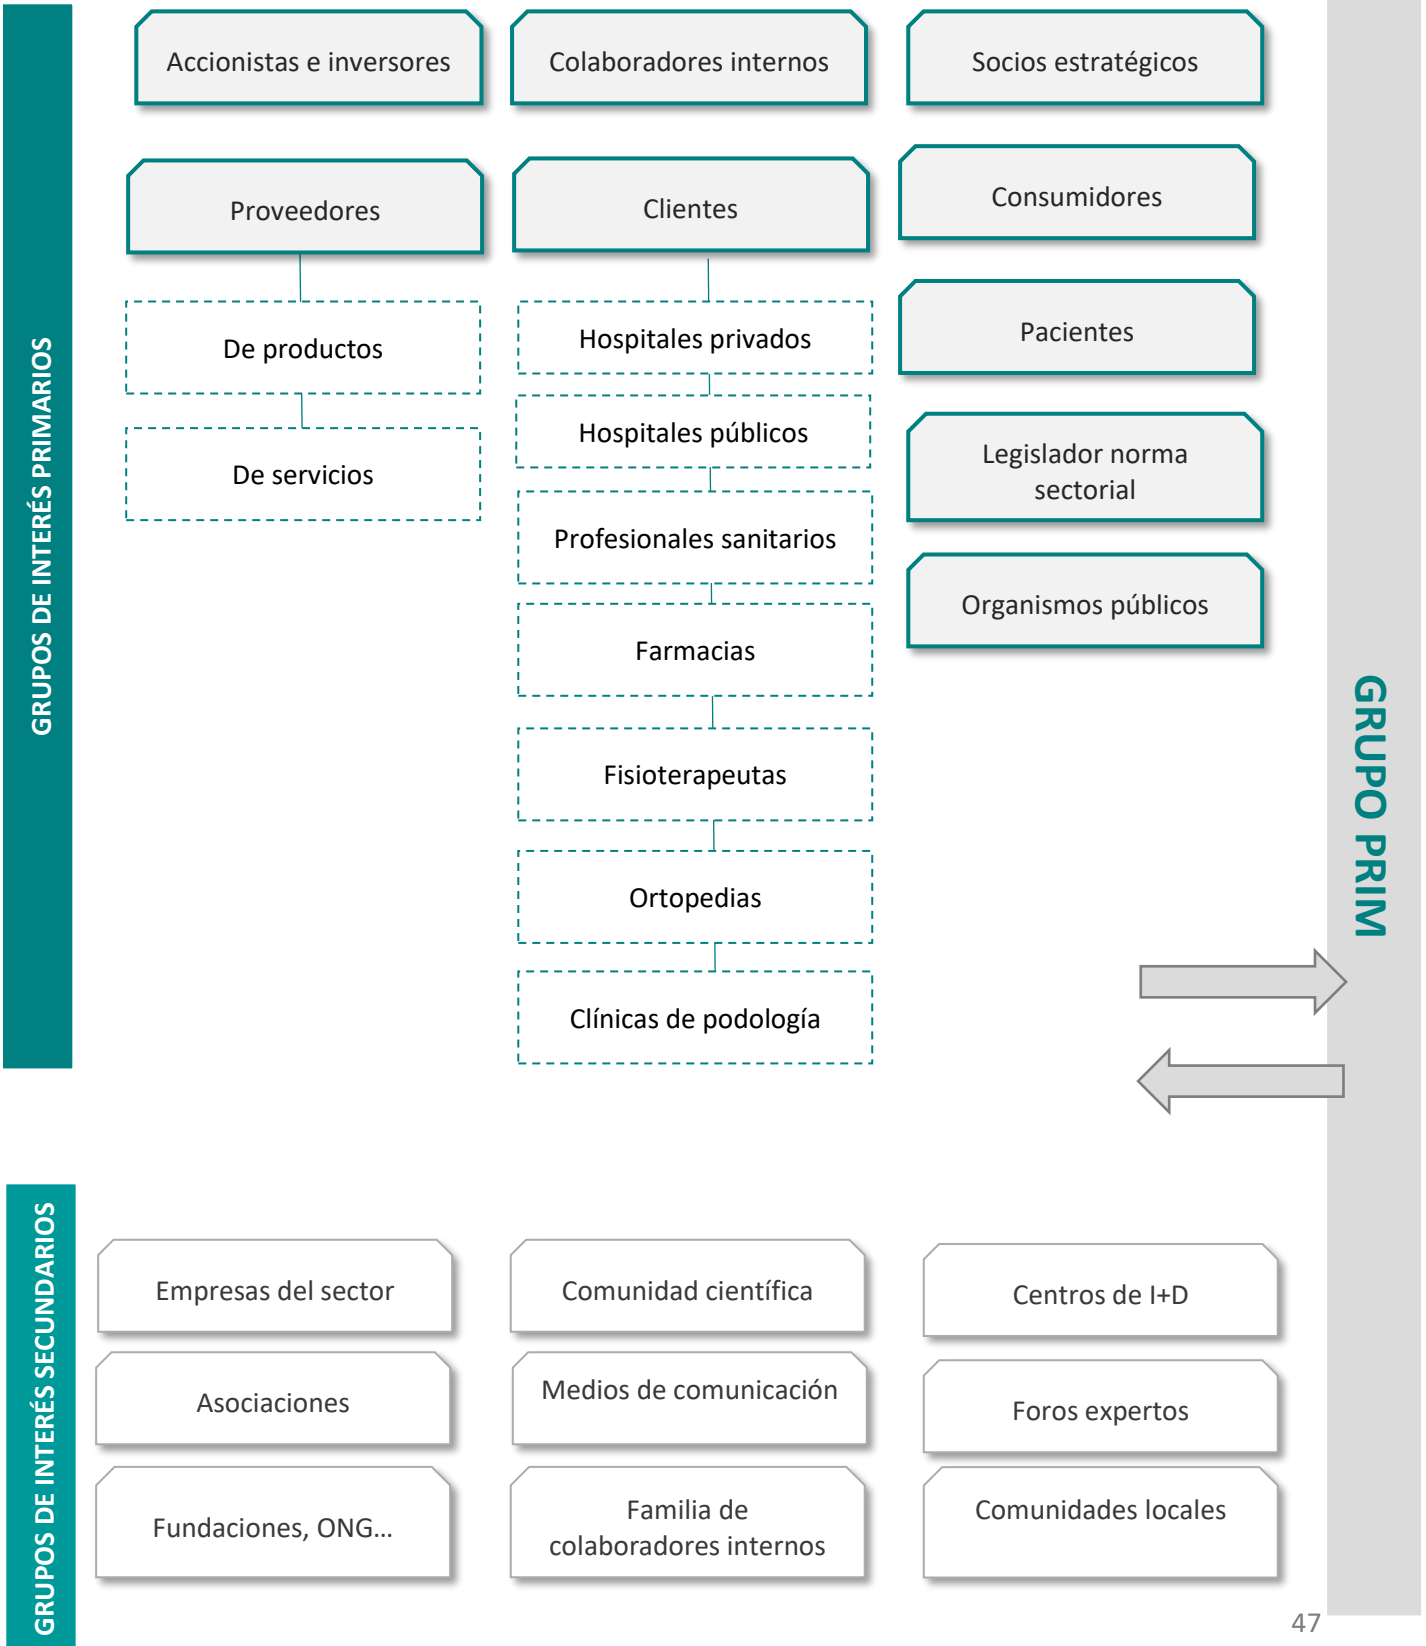 GRUPOS DE INTERÉS PRIMARIOS
Accionistas e inversores
Colaboradores internos
Socios estratégicos
Proveedores
De productos
De servicios
Clientes
Hospitales privados
Hospitales públicos
Profesionales sanitarios
Farmacias
Fisioterapeutas
Ortopedias
Clínicas de podología
Consumidores
Pacientes
Legislador norma
sectorial
Organismos públicos
GRUPO PRIM
GRUPOS DE INTERÉS SECUNDARIOS
Empresas del sector
Comunidad científica
Centros de I+D
Asociaciones
Medios de comunicación
Foros expertos
Fundaciones, ONG...
Familia de
colaboradores internos
Comunidades locales
47